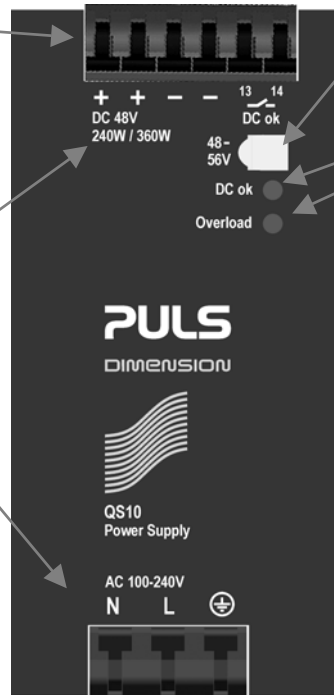 + + – – 13 14
DC 48V
240W / 360W
DC ok
48–
56V
DC ok
Overload
PULS
DIMENSION
QS10
Power Supply
AC 100-240V
N L